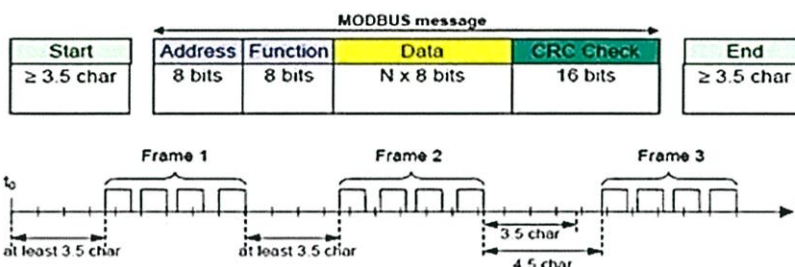 MODBUS message
Start Address Function Data CRC Check End
≥ 3.5 char 8 bits 8 bits N x 8 bits 16 bits ≥ 3.5 char
Frame 1 Frame 2 Frame 3
t0
at least 3.5 char at least 3.5 char 3.5 char
4.5 char